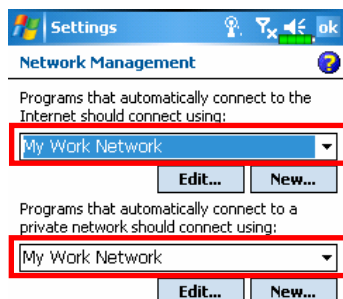 Settings ok
Network Management
Programs that automatically connect to the
Internet should connect using:
My Work Network
Edit... New...
Programs that automatically connect to a
private network should connect using:
My Work Network
Edit... New...